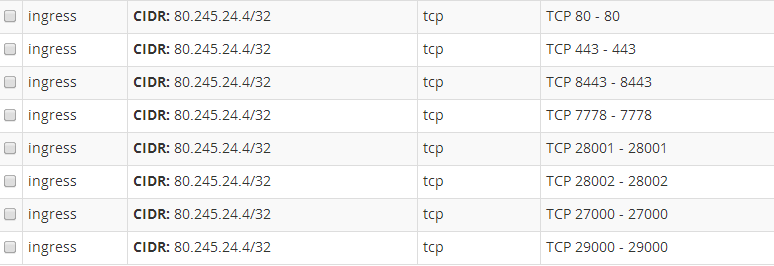 ingress CIDR: 80.245.24.4/32 tcp TCP 80 - 80
ingress CIDR: 80.245.24.4/32 tcp TCP 443 - 443
ingress CIDR: 80.245.24.4/32 tcp TCP 8443 - 8443
ingress CIDR: 80.245.24.4/32 tcp TCP 7778 - 7778
ingress CIDR: 80.245.24.4/32 tcp TCP 28001 - 28001
ingress CIDR: 80.245.24.4/32 tcp TCP 28002 - 28002
ingress CIDR: 80.245.24.4/32 tcp TCP 27000 - 27000
ingress CIDR: 80.245.24.4/32 tcp TCP 29000 - 29000